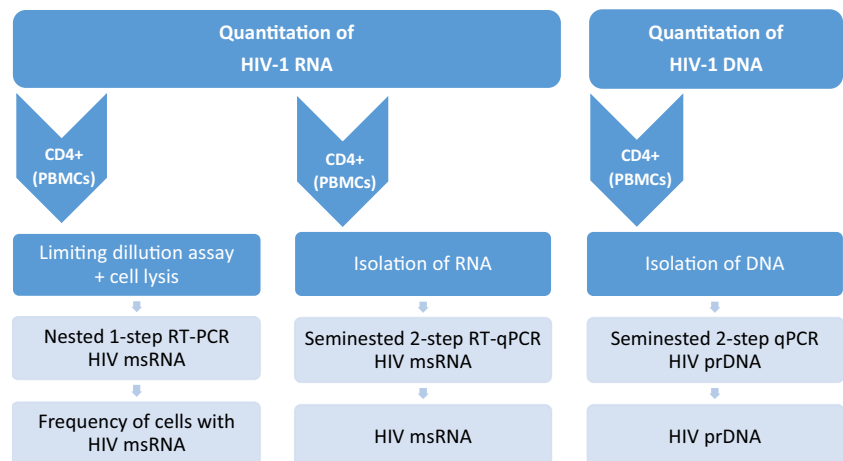 Quantitation of
HIV-1 RNA
Quantitation of
HIV-1 DNA
CD4+
(PBMCs)
CD4+
(PBMCs)
CD4+
(PBMCs)
Limiting dillution assay
+ cell lysis
Isolation of RNA
Isolation of DNA
Nested 1-step RT-PCR
HIV msRNA
Seminested 2-step RT-qPCR
HIV msRNA
Seminested 2-step qPCR
HIV prDNA
Frequency of cells with
HIV msRNA
HIV msRNA
HIV prDNA